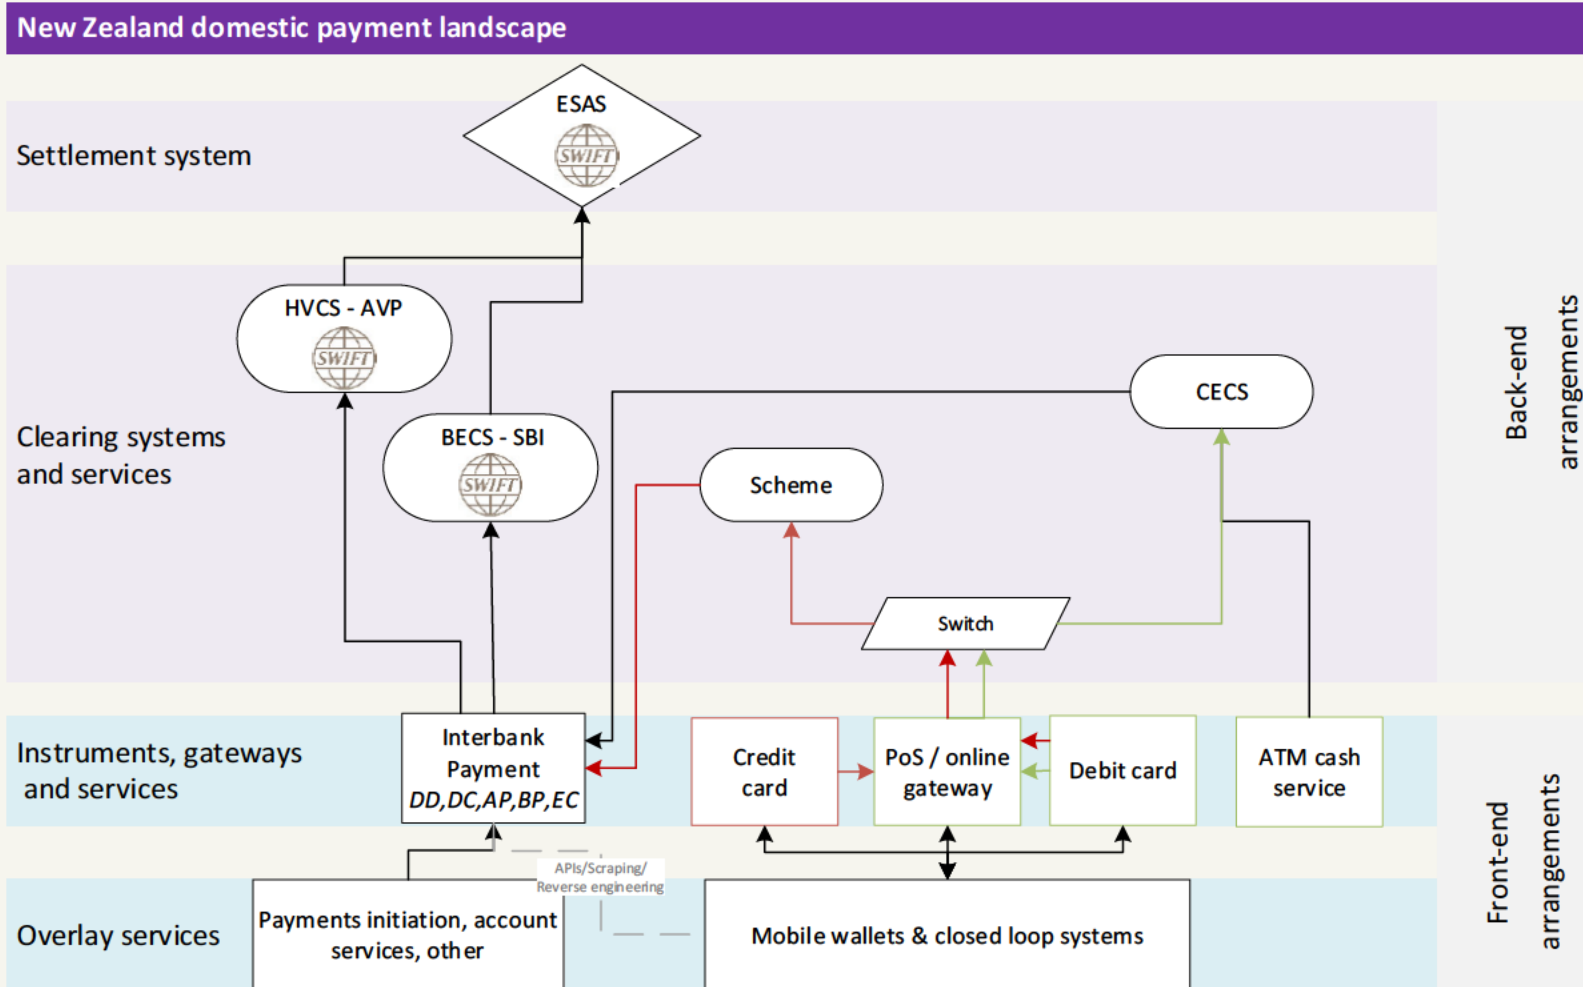 New Zealand domestic payment landscape
ESAS
SWIFT
Settlement system
HVCS - AVP
SWIFT
BECS - SBI
SWIFT
CECS
Clearing systems
and services
Scheme
Switch
Back-end
arrangements
Instruments, gateways
and services
Interbank
Payment
DD,DC,AP,BP,EC
Credit
card
PoS / online
gateway
Debit card
ATM cash
service
Front-end
arrangements
APIs/Scraping/
Reverse engineering
Overlay services
Payments initiation, account
services, other
Mobile wallets & closed loop systems